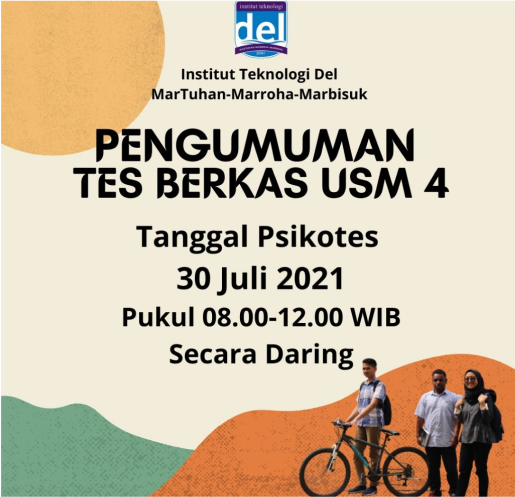 institut teknologi
del
Institut Teknologi Del
MarTuhan-Marroha-Marbisuk
PENGUMUMAN
TES BERKAS USM 4
Tanggal Psikotes
30 Juli 2021
Pukul 08.00-12.00 WIB
Secara Daring